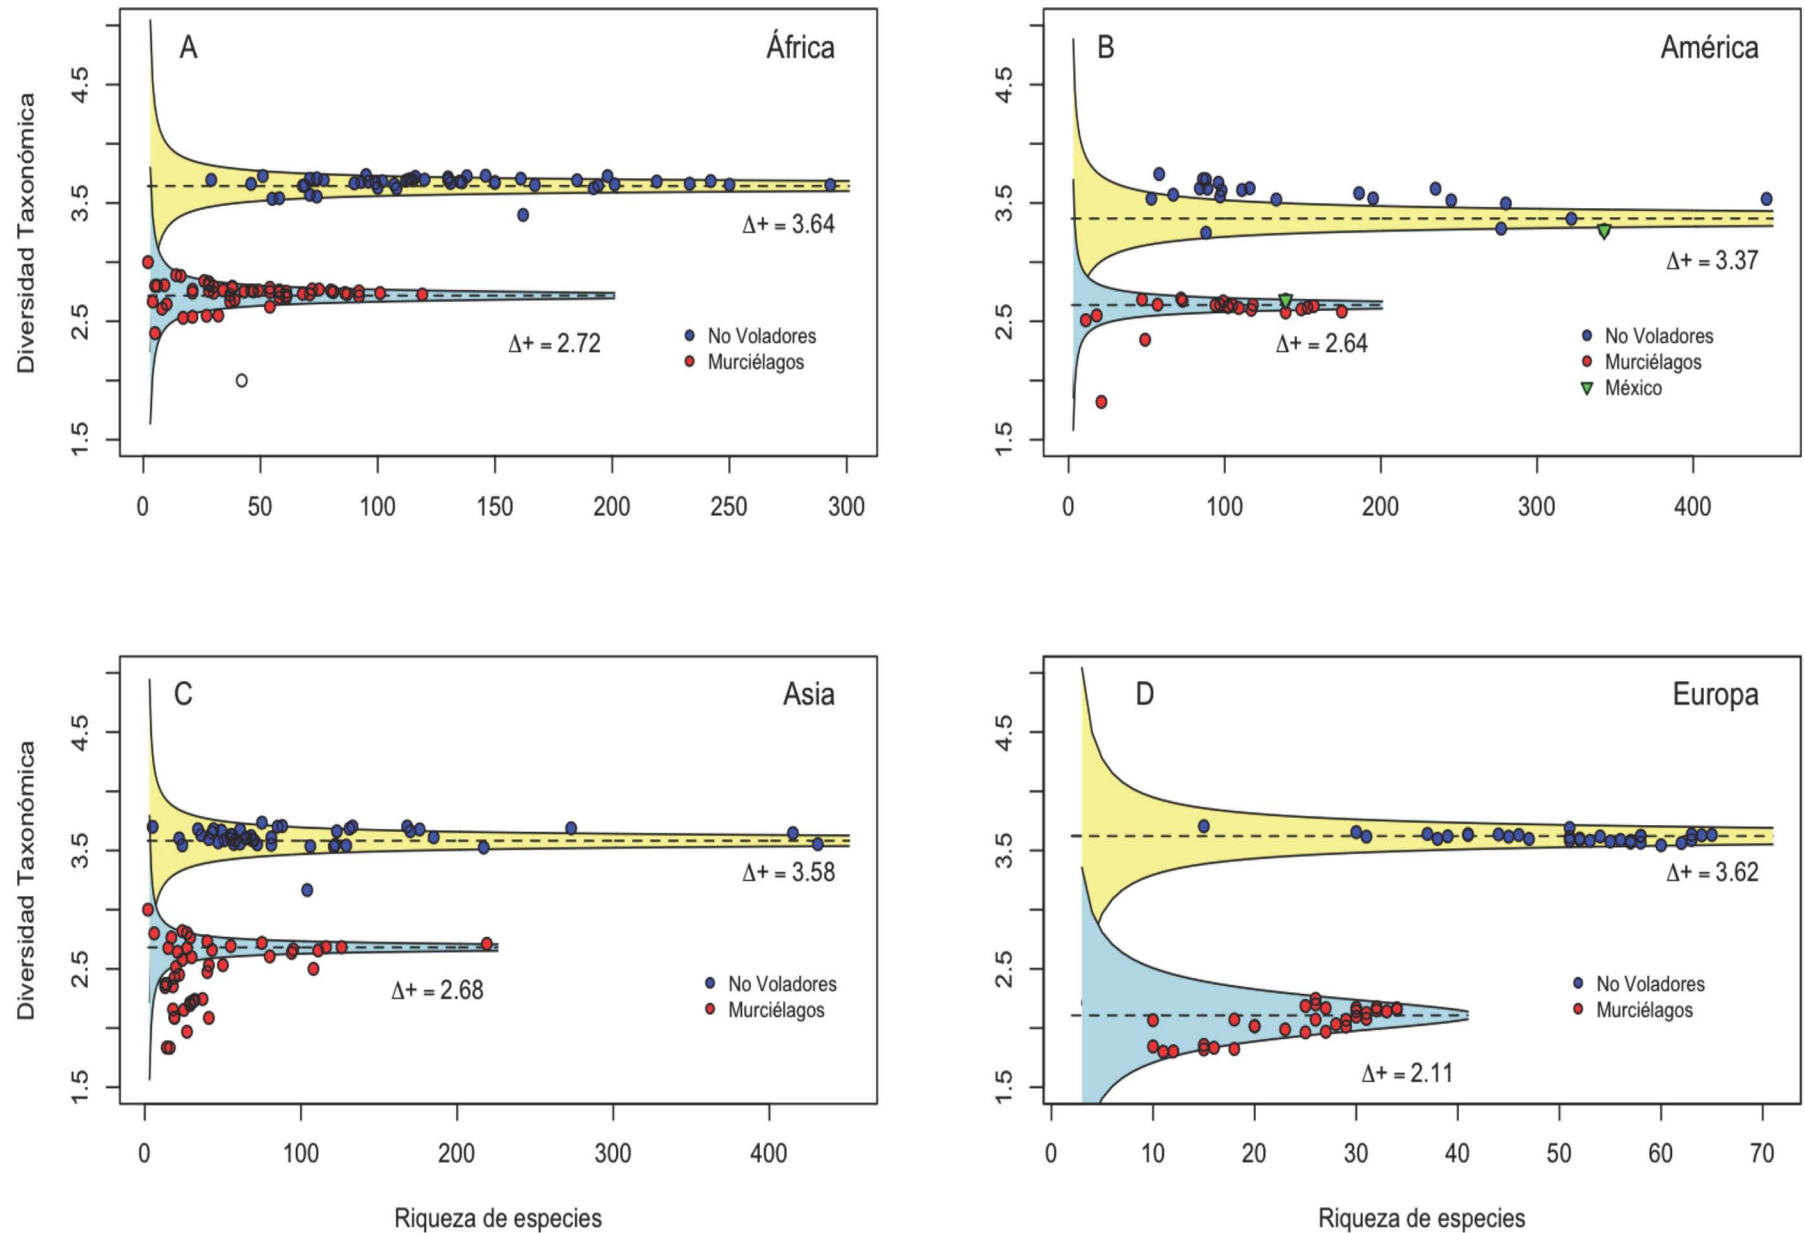 A
África
Diversidad Taxonómica
4.5
3.5
2.5
1.5
Δ+ = 3.64
Δ+ = 2.72
No Voladores
Murciélagos
0 50 100 150 200 250 300
B
América
4.5
3.5
2.5
1.5
Δ+ = 3.37
Δ+ = 2.64
No Voladores
Murciélagos
México
0 100 200 300 400
C
Asia
Diversidad Taxonómica
4.5
3.5
2.5
1.5
Δ+ = 3.58
Δ+ = 2.68
No Voladores
Murciélagos
0 100 200 300 400
Riqueza de especies
D
Europa
4.5
3.5
2.5
1.5
Δ+ = 3.62
Δ+ = 2.11
No Voladores
Murciélagos
0 10 20 30 40 50 60 70
Riqueza de especies